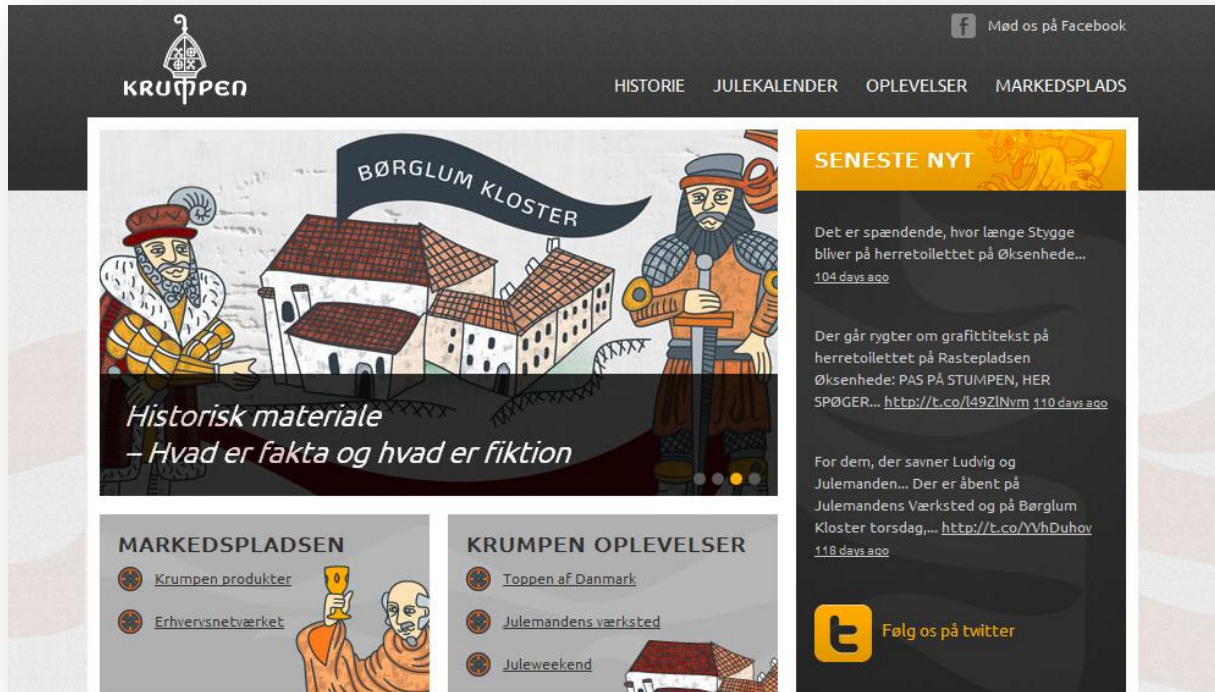 KRUMPEN
Mød os på Facebook
HISTORIE JULEKALENDER OPLEVELSER MARKEDSPLADS
BØRGLUM KLOSTER
Historisk materiale
– Hvad er fakta og hvad er fiktion
SENESTE NYT
Det er spændende, hvor længe Stygge
bliver på herretoilettet på Øksenhede...
104 days ago
Der går rygter om grafittitekst på
herretoilettet på Rastepladsen
Øksenhede: PAS PÅ STUMPEN, HER
SPØGER... http://t.co/l49ZlNvm 110 days ago
For dem, der savner Ludvig og
Julemanden... Der er åbent på
Julemandens Værksted og på Børglum
Kloster torsdag,... http://t.co/YVhDuhov
118 days ago
Følg os på twitter
MARKEDSPLADSEN
Krumpen produkter
Erhvervsnetværket
KRUMPEN OPLEVELSER
Toppen af Danmark
Julemandens værksted
Juleweekend